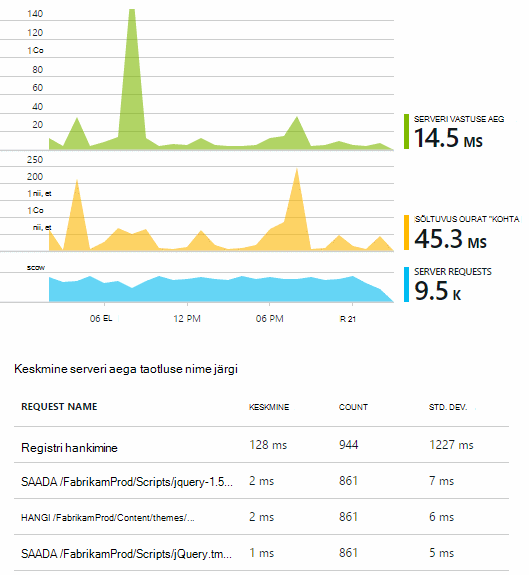 140
120
1Co
80
60
40
20
SERVERI VASTUSE AEG
14.5 MS
250
200
1 nii, et
1Co
nii, et
SÕLTUVUS OURAT "KOHTA
45.3 MS
scow
SERVER REQUESTS
9.5 K
06 EL 12 PM 06 PM R 21
Keskmine serveri aega taotluse nime järgi
REQUEST NAME KESKMINE COUNT STD. DEV.
Registri hankimine 128 ms 944 1227 ms
SAADA /FabrikamProd/Scripts/jquery-1.5... 2 ms 861 7 ms
HANGI /FabrikamProd/Content/themes/... 2 ms 861 6 ms
SAADA /FabrikamProd/Scripts/jQuery.tm... 1 ms 861 5 ms